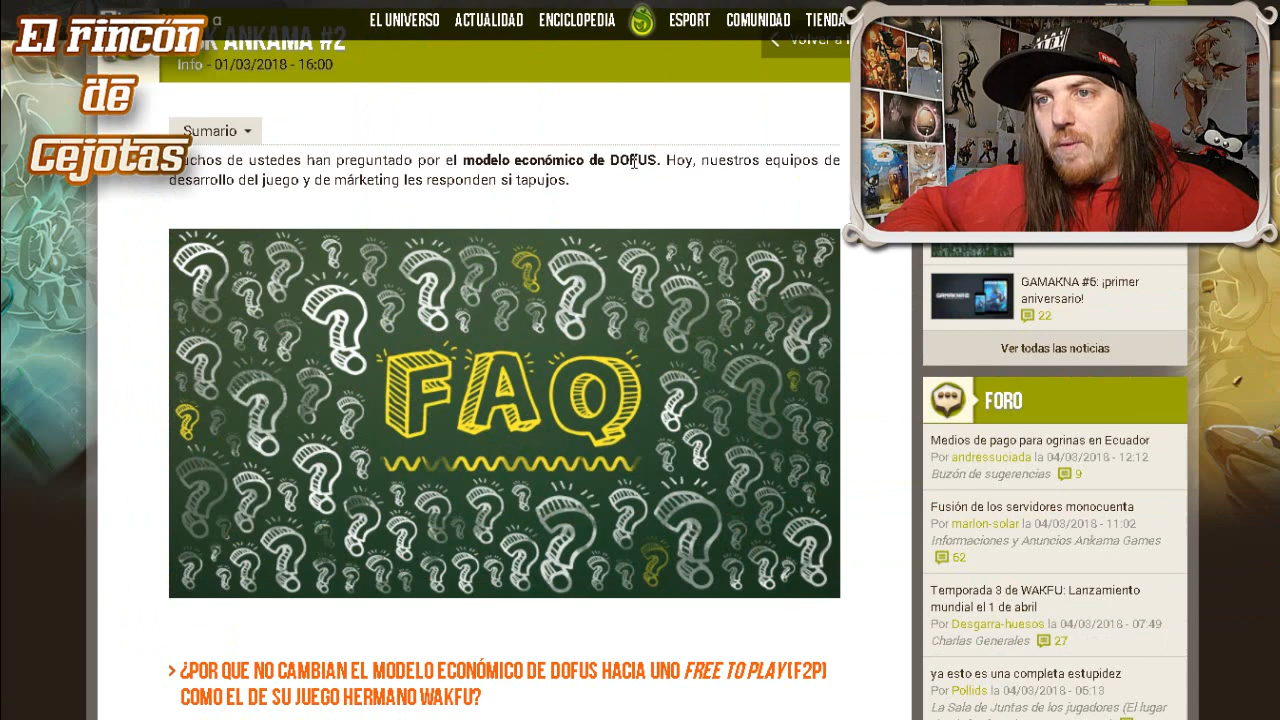 El rincón
de
Cejotas
EL UNIVERSO ACTUALIDAD ENCICLOPEDIA ESPORT COMUNIDAD TIENDA
ANKAMA #2
Volver a
Info - 01/03/2018 - 16:00
Sumario
uchos de ustedes han preguntado por el modelo económico de DOFUS. Hoy, nuestros equipos de
desarrollo del juego y de márketing les responden si tapujos.
FAQ
¿POR QUE NO CAMBIAN EL MODELO ECONÓMICO DE DOFUS HACIA UNO FREE TO PLAY (F2P)
COMO EL DE SU JUEGO HERMANO WAKFU?
GAMAKNA #5: ¡primer
aniversario!
22
Ver todas las noticias
FORO
Medios de pago para ogrinas en Ecuador
Por andressuciada la 04/03/2018 - 12:12
Buzón de sugerencias 9
Fusión de los servidores monocuenta
Por marlon-solar la 04/03/2018 - 11:02
Informaciones y Anuncios Ankama Games
52
Temporada 3 de WAKFU: Lanzamiento
mundial el 1 de abril
Por Desgarra-huesos la 04/03/2018 - 07:49
Charlas Generales 27
ya esto es una completa estupidez
Por Pollids la 04/03/2018 - 05:13
La Sala de Juntas de los jugadores (El lugar